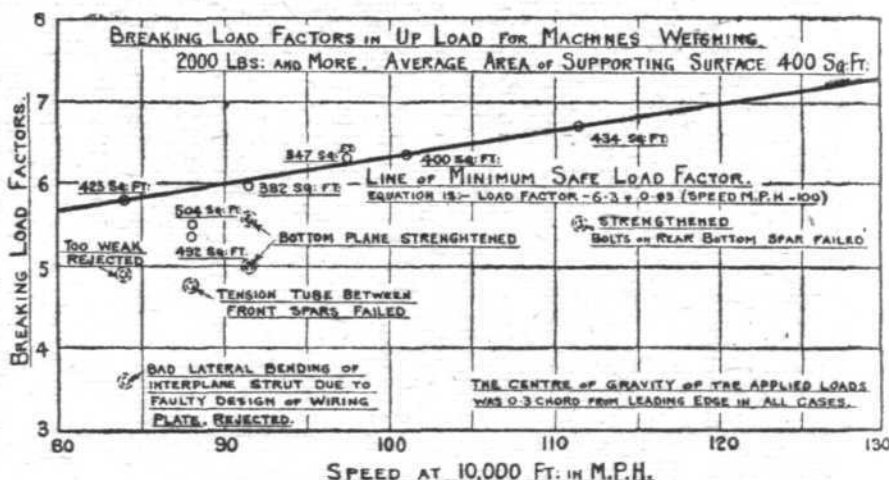 BREAKING LOAD FACTORS IN UP LOAD FOR MACHINES WEIGHING
2000 LBS: AND MORE. AVERAGE AREA OF SUPPORTING SURFACE 400 SQ.FT:
BREAKING LOAD FACTORS.
8
7
6
5
4
3
347 SQ: FT:
434 SQ: FT:
400 SQ: FT:
423 SQ: FT:
382 SQ: FT:
LINE OF MINIMUM SAFE LOAD FACTOR.
EQUATION IS:- LOAD FACTOR = 6.3 + 0.03 (SPEED M.P.H -100)
504 SQ: FT:
492 SQ: FT.
TOO WEAK
REJECTED
BOTTOM PLANE STRENGHTENED
STRENGTHENED
BOLTS ON REAR BOTTOM SPAR FAILED
TENSION TUBE BETWEEN
FRONT SPARS FAILED
BAD LATERAL BENDING OF
INTERPLANE STRUT DUE TO
FAULTY DESIGN OF WIRING
PLATE, REJECTED.
THE CENTRE OF GRAVITY OF THE APPLIED LOADS
WAS 0.3 CHORD FROM LEADING EDGE IN ALL CASES.
80
90
100
110
120
130
SPEED AT 10,000 FT: IN M.P.H.